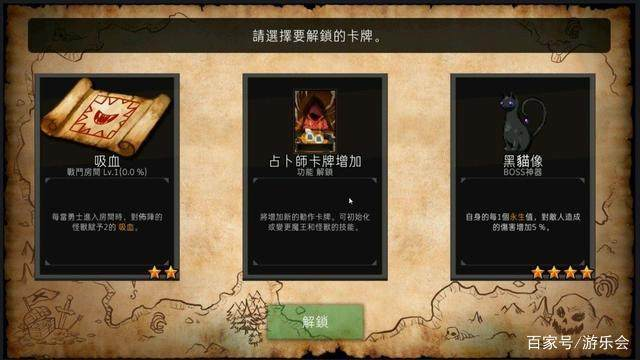 請選擇要解鎖的卡牌。
吸血
戰鬥房間 Lv.1(0.0 %)
每當勇士進入房間時，對佈陣的
怪獸賦予2的 吸血。
占卜師卡牌增加
功能 解鎖
將增加新的動作卡牌。可初始化
或變更魔王和怪獸的技能。
黑貓像
BOSS神器
自身的每1個永生值，對敵人造成
的傷害增加5 %。
解鎖
百家号/游乐会